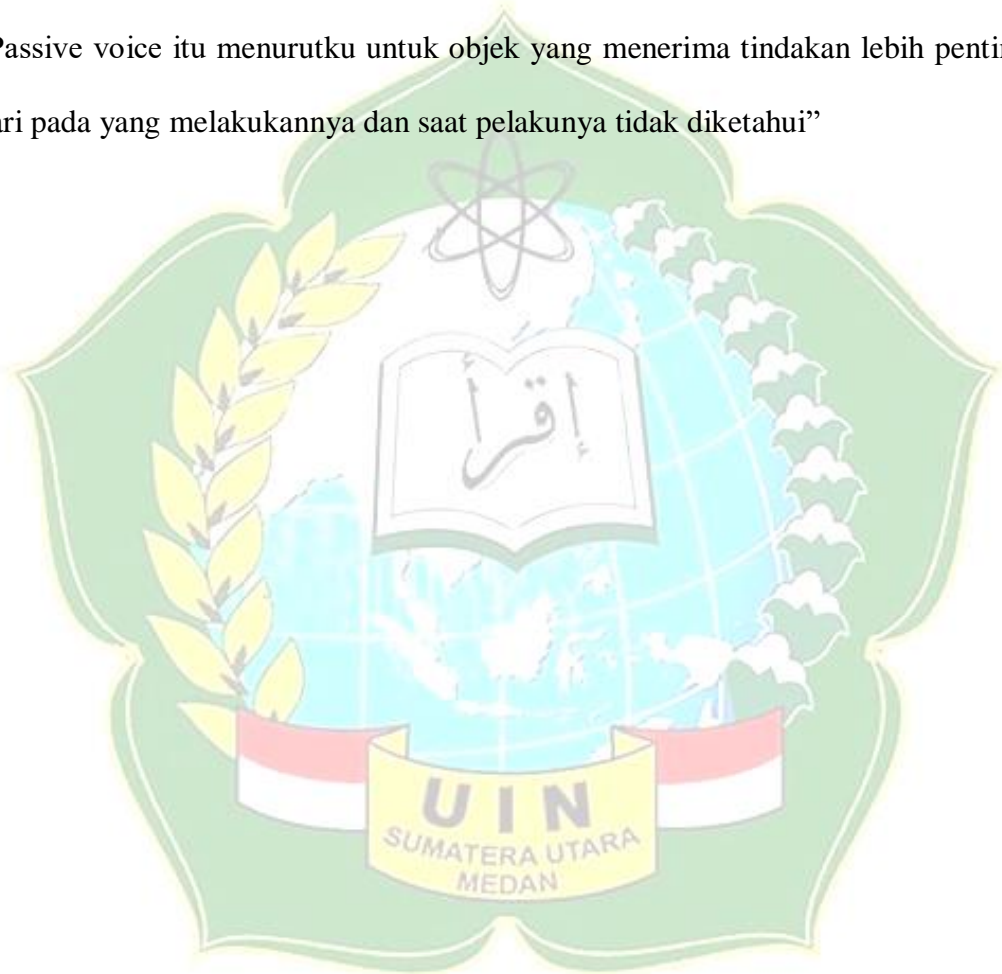 Passive voice itu menurutku untuk objek yang menerima tindakan lebih
ari pada yang melakukannya dan saat pelakunya tidak diketahui”
إقرأ
UIN
SUMATERA UTARA
MEDAN